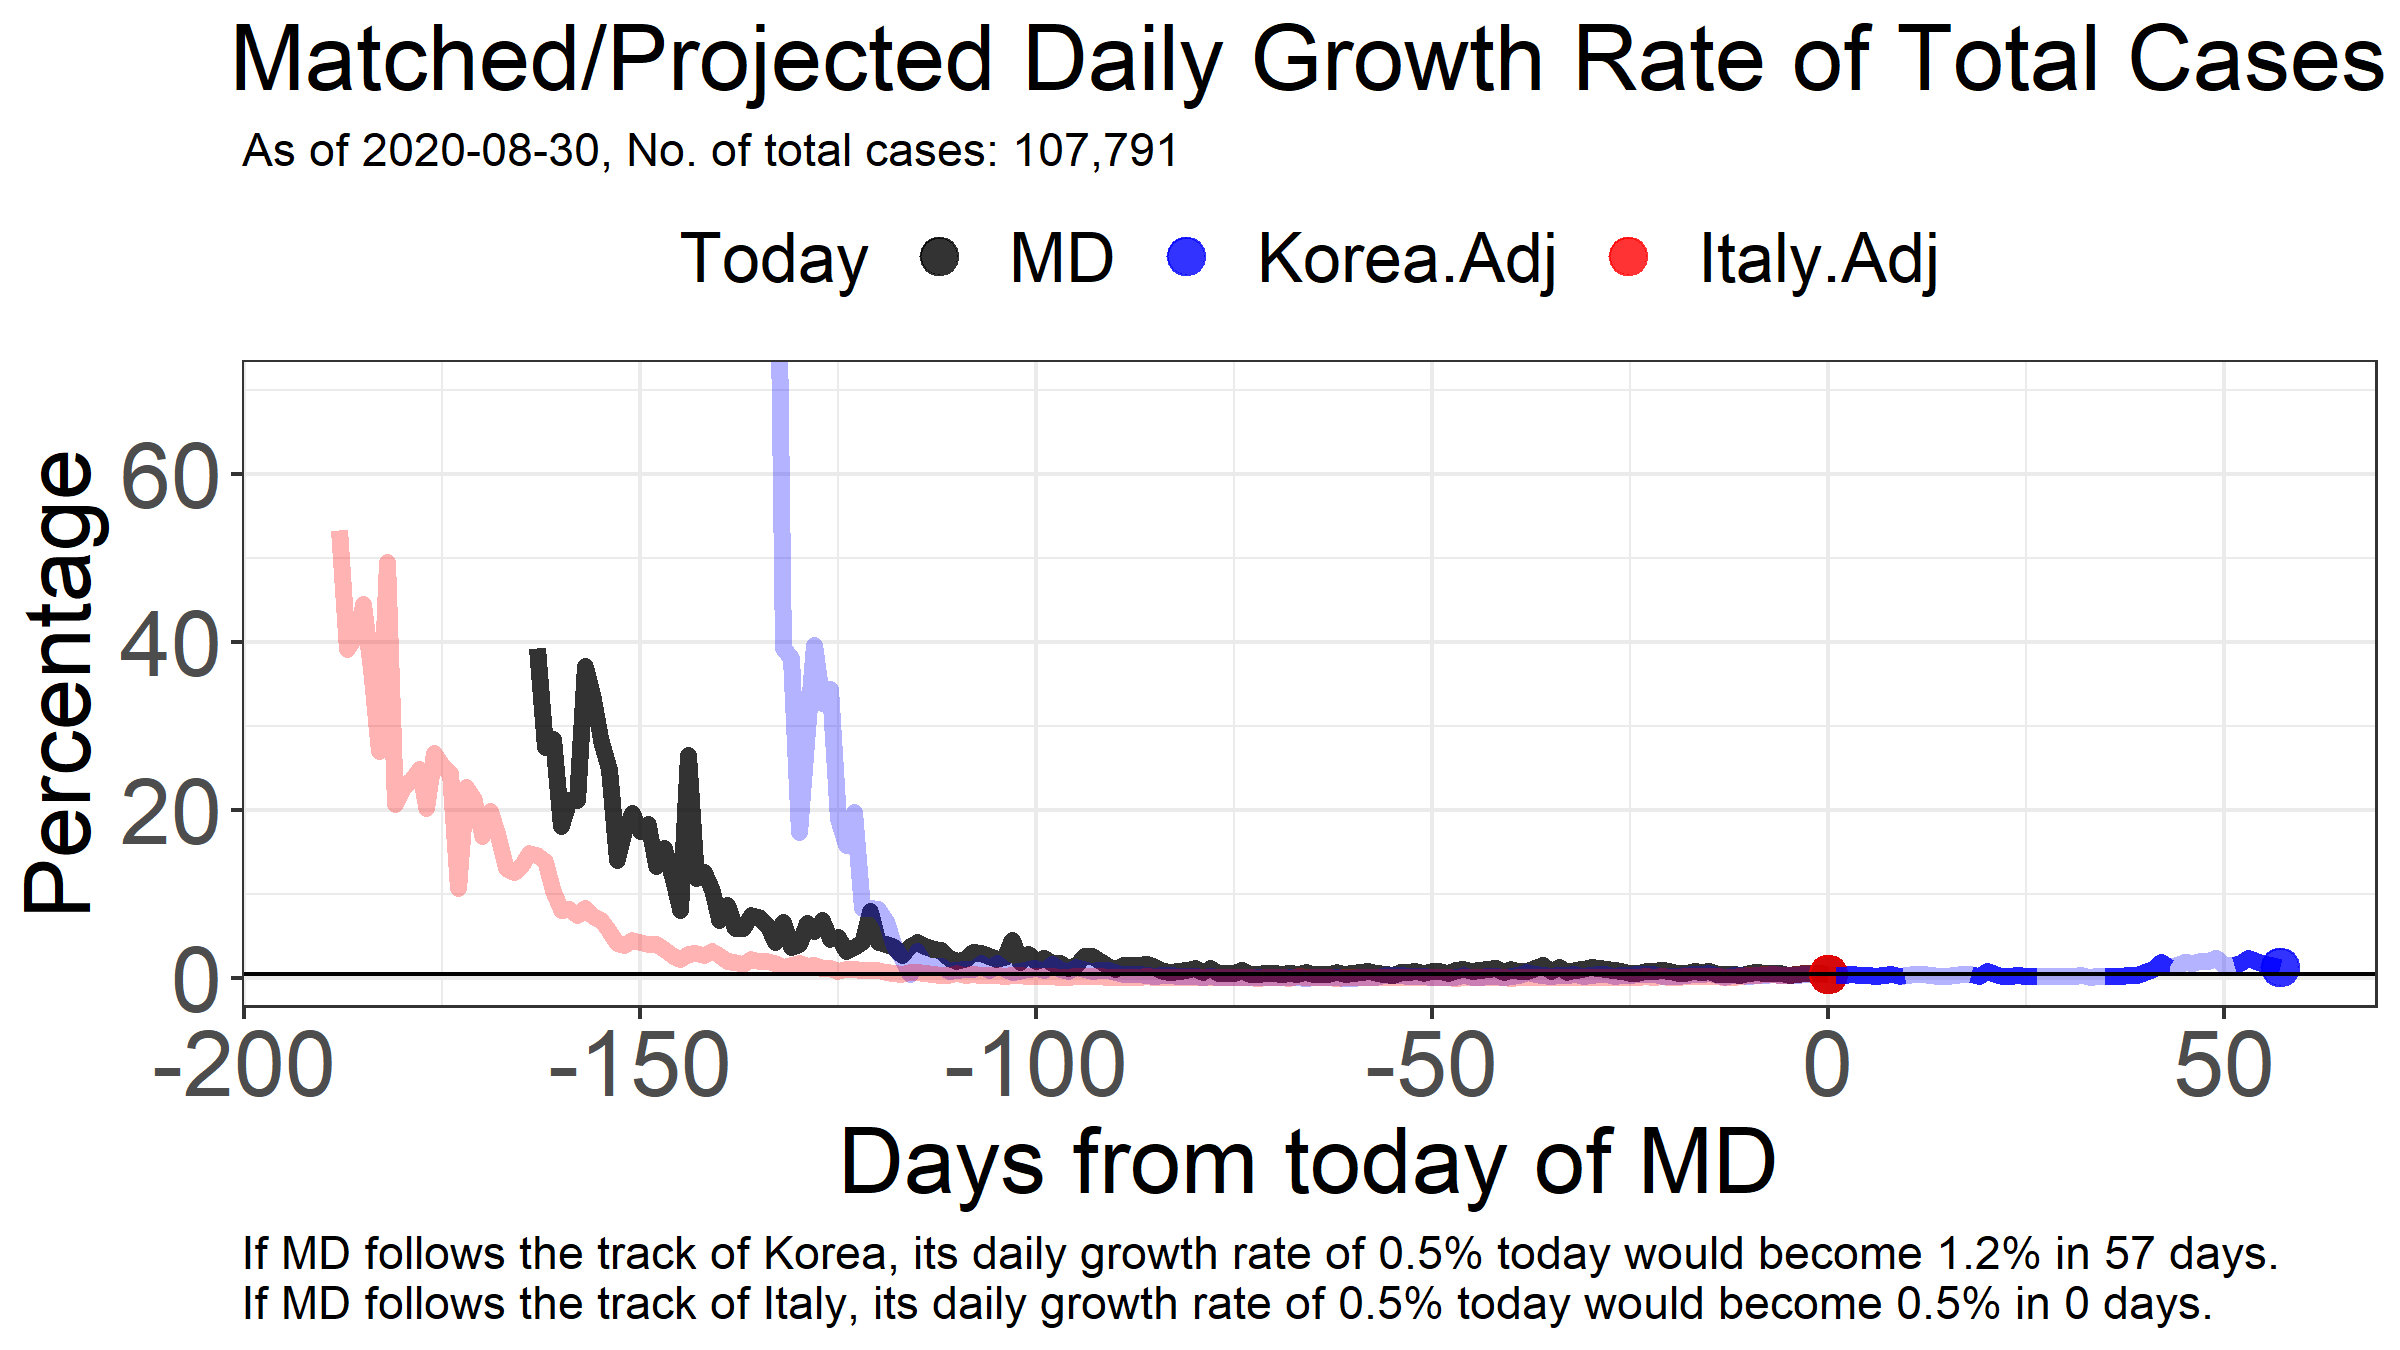 Matched/Projected Daily Growth Rate of Total Cases
As of 2020-08-30, No. of total cases: 107,791
Today MD Korea.Adj Italy.Adj
Percentage
60
40
20
0
-200 -150 -100 -50 0 50
Days from today of MD
If MD follows the track of Korea, its daily growth rate of 0.5% today would become 1.2% in 57 days.
If MD follows the track of Italy, its daily growth rate of 0.5% today would become 0.5% in 0 days.